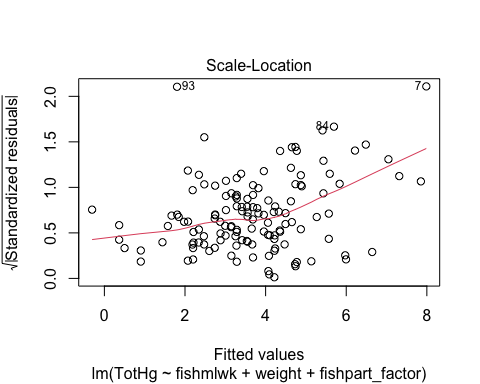 Scale-Location
√|Standardized residuals|
2.0
1.5
1.0
0.5
0.0
93
7
84
0 2 4 6 8
Fitted values
lm(TotHg ~ fishmlwk + weight + fishpart_factor)